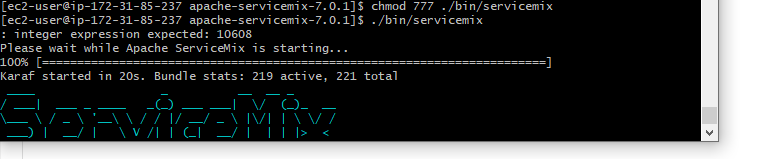 [ec2-user@ip-172-31-85-237 apache-servicemix-7.0.1]$ chmod 777 ./bin/servicemix
[ec2-user@ip-172-31-85-237 apache-servicemix-7.0.1]$ ./bin/servicemix
: integer expression expected: 10608
Please wait while Apache ServiceMix is starting...
100% [========================================================================]
Karaf started in 20s. Bundle stats: 219 active, 221 total
ServiceMix